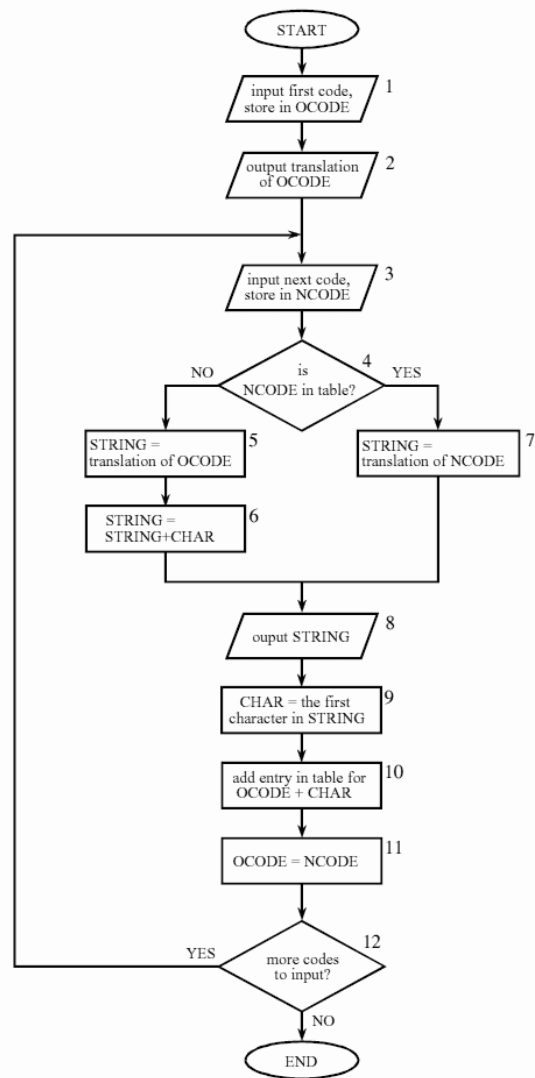 START
1
input first code,
store in OCODE
2
output translation
of OCODE
3
input next code,
store in NCODE
4
NO
is
YES
NCODE in table?
5
STRING =
translation of OCODE
7
STRING =
translation of NCODE
6
STRING =
STRING+CHAR
8
ouput STRING
9
CHAR = the first
character in STRING
10
add entry in table for
OCODE + CHAR
11
OCODE = NCODE
12
YES
more codes
to input?
NO
END